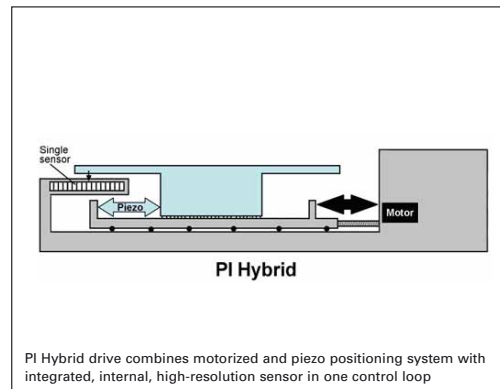 Single
sensor
Piezo
Motor
PI Hybrid
PI Hybrid drive combines motorized and piezo positioning system with
integrated, internal, high-resolution sensor in one control loop